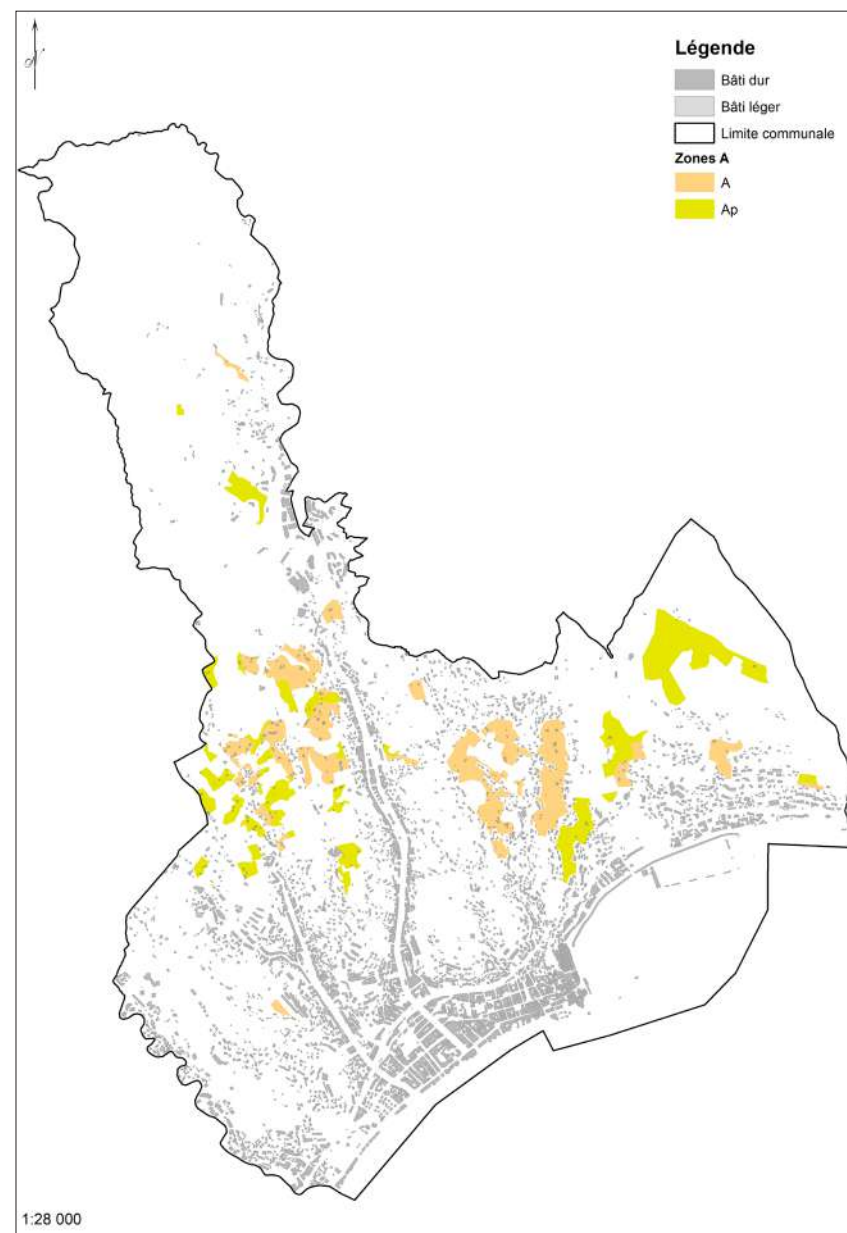 Légende
Bâti dur
Bâti léger
Limite communale
Zones A
A
Ap
1:28 000